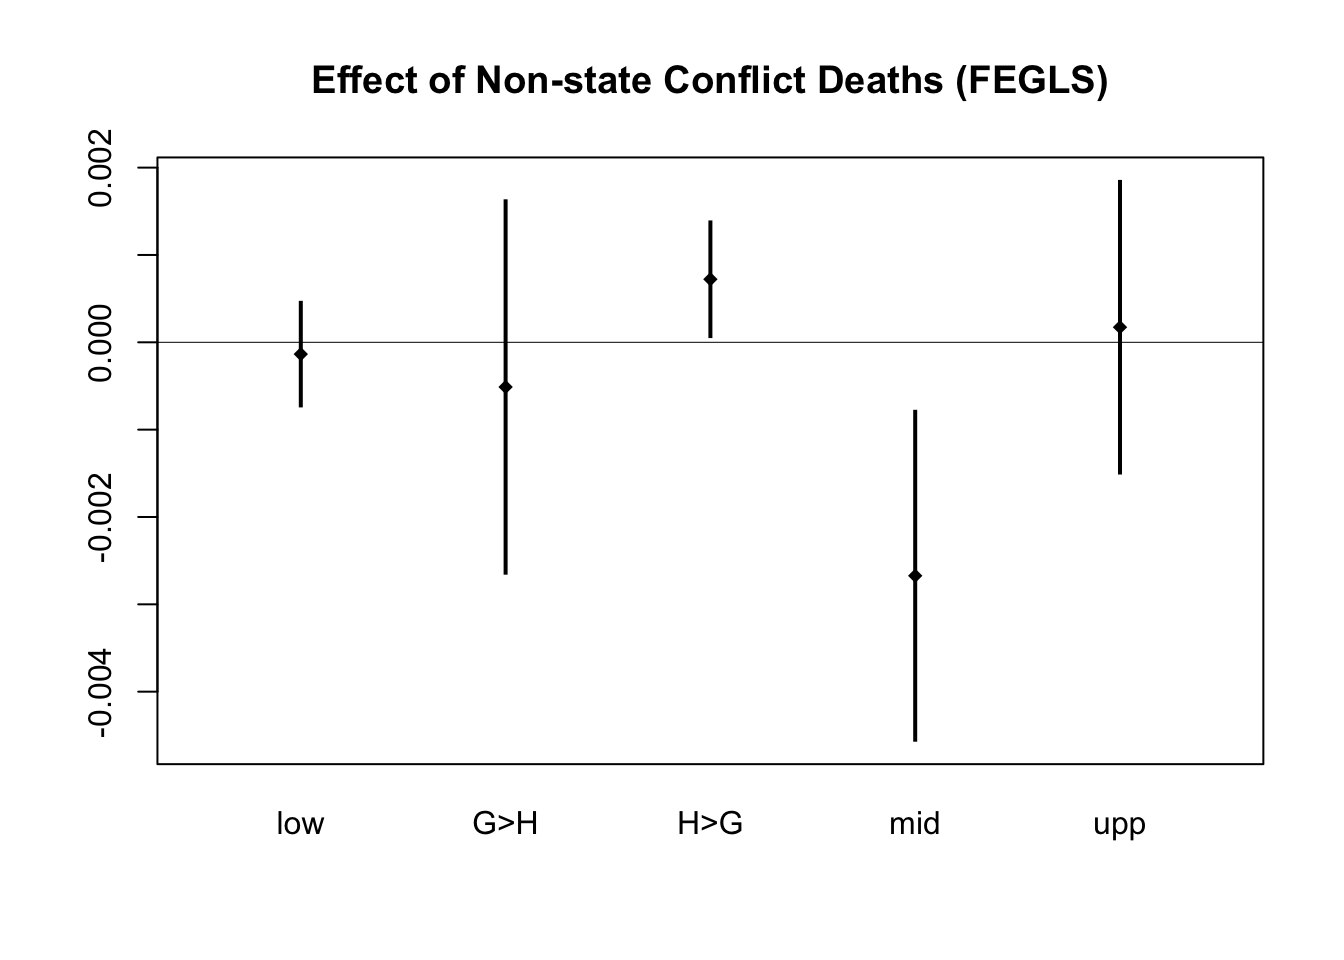 Effect of Non-state Conflict Deaths (FEGLS)
0.002
0.000
-0.002
-0.004
low G>H H>G mid upp